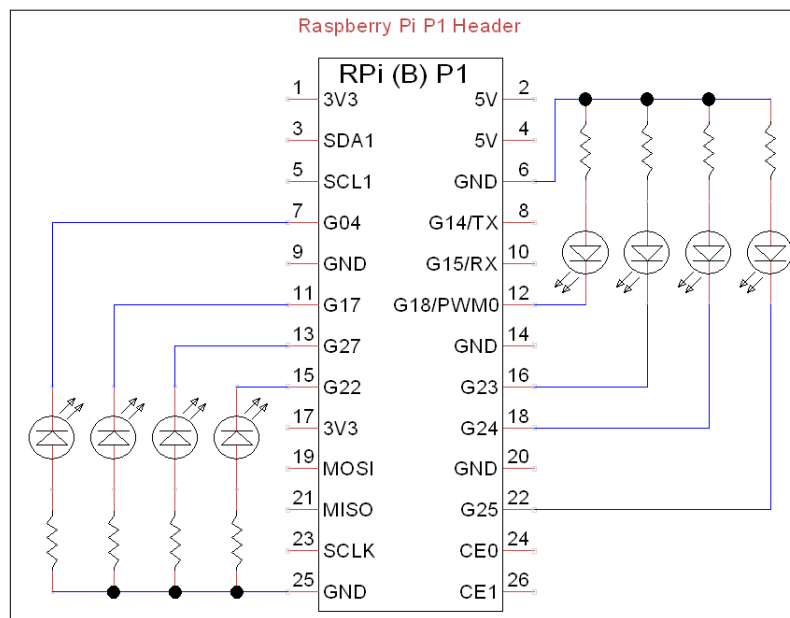 Raspberry Pi P1 Header
RPi (B) P1
1 3V3 5V 2
3 SDA1 5V 4
5 SCL1 GND 6
7 G04 G14/TX 8
9 GND G15/RX 10
11 G17 G18/PWM0 12
13 G27 GND 14
15 G22 G23 16
17 3V3 G24 18
19 MOSI GND 20
21 MISO G25 22
23 SCLK CE0 24
25 GND CE1 26